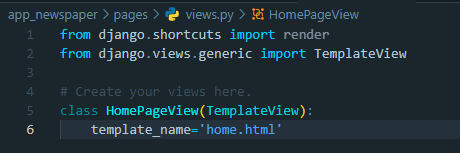 app_newspaper > pages > views.py > HomePageView
1 from django.shortcuts import render
2 from django.views.generic import TemplateView
3
4 # Create your views here.
5 class HomePageView(TemplateView):
6     template_name='home.html'